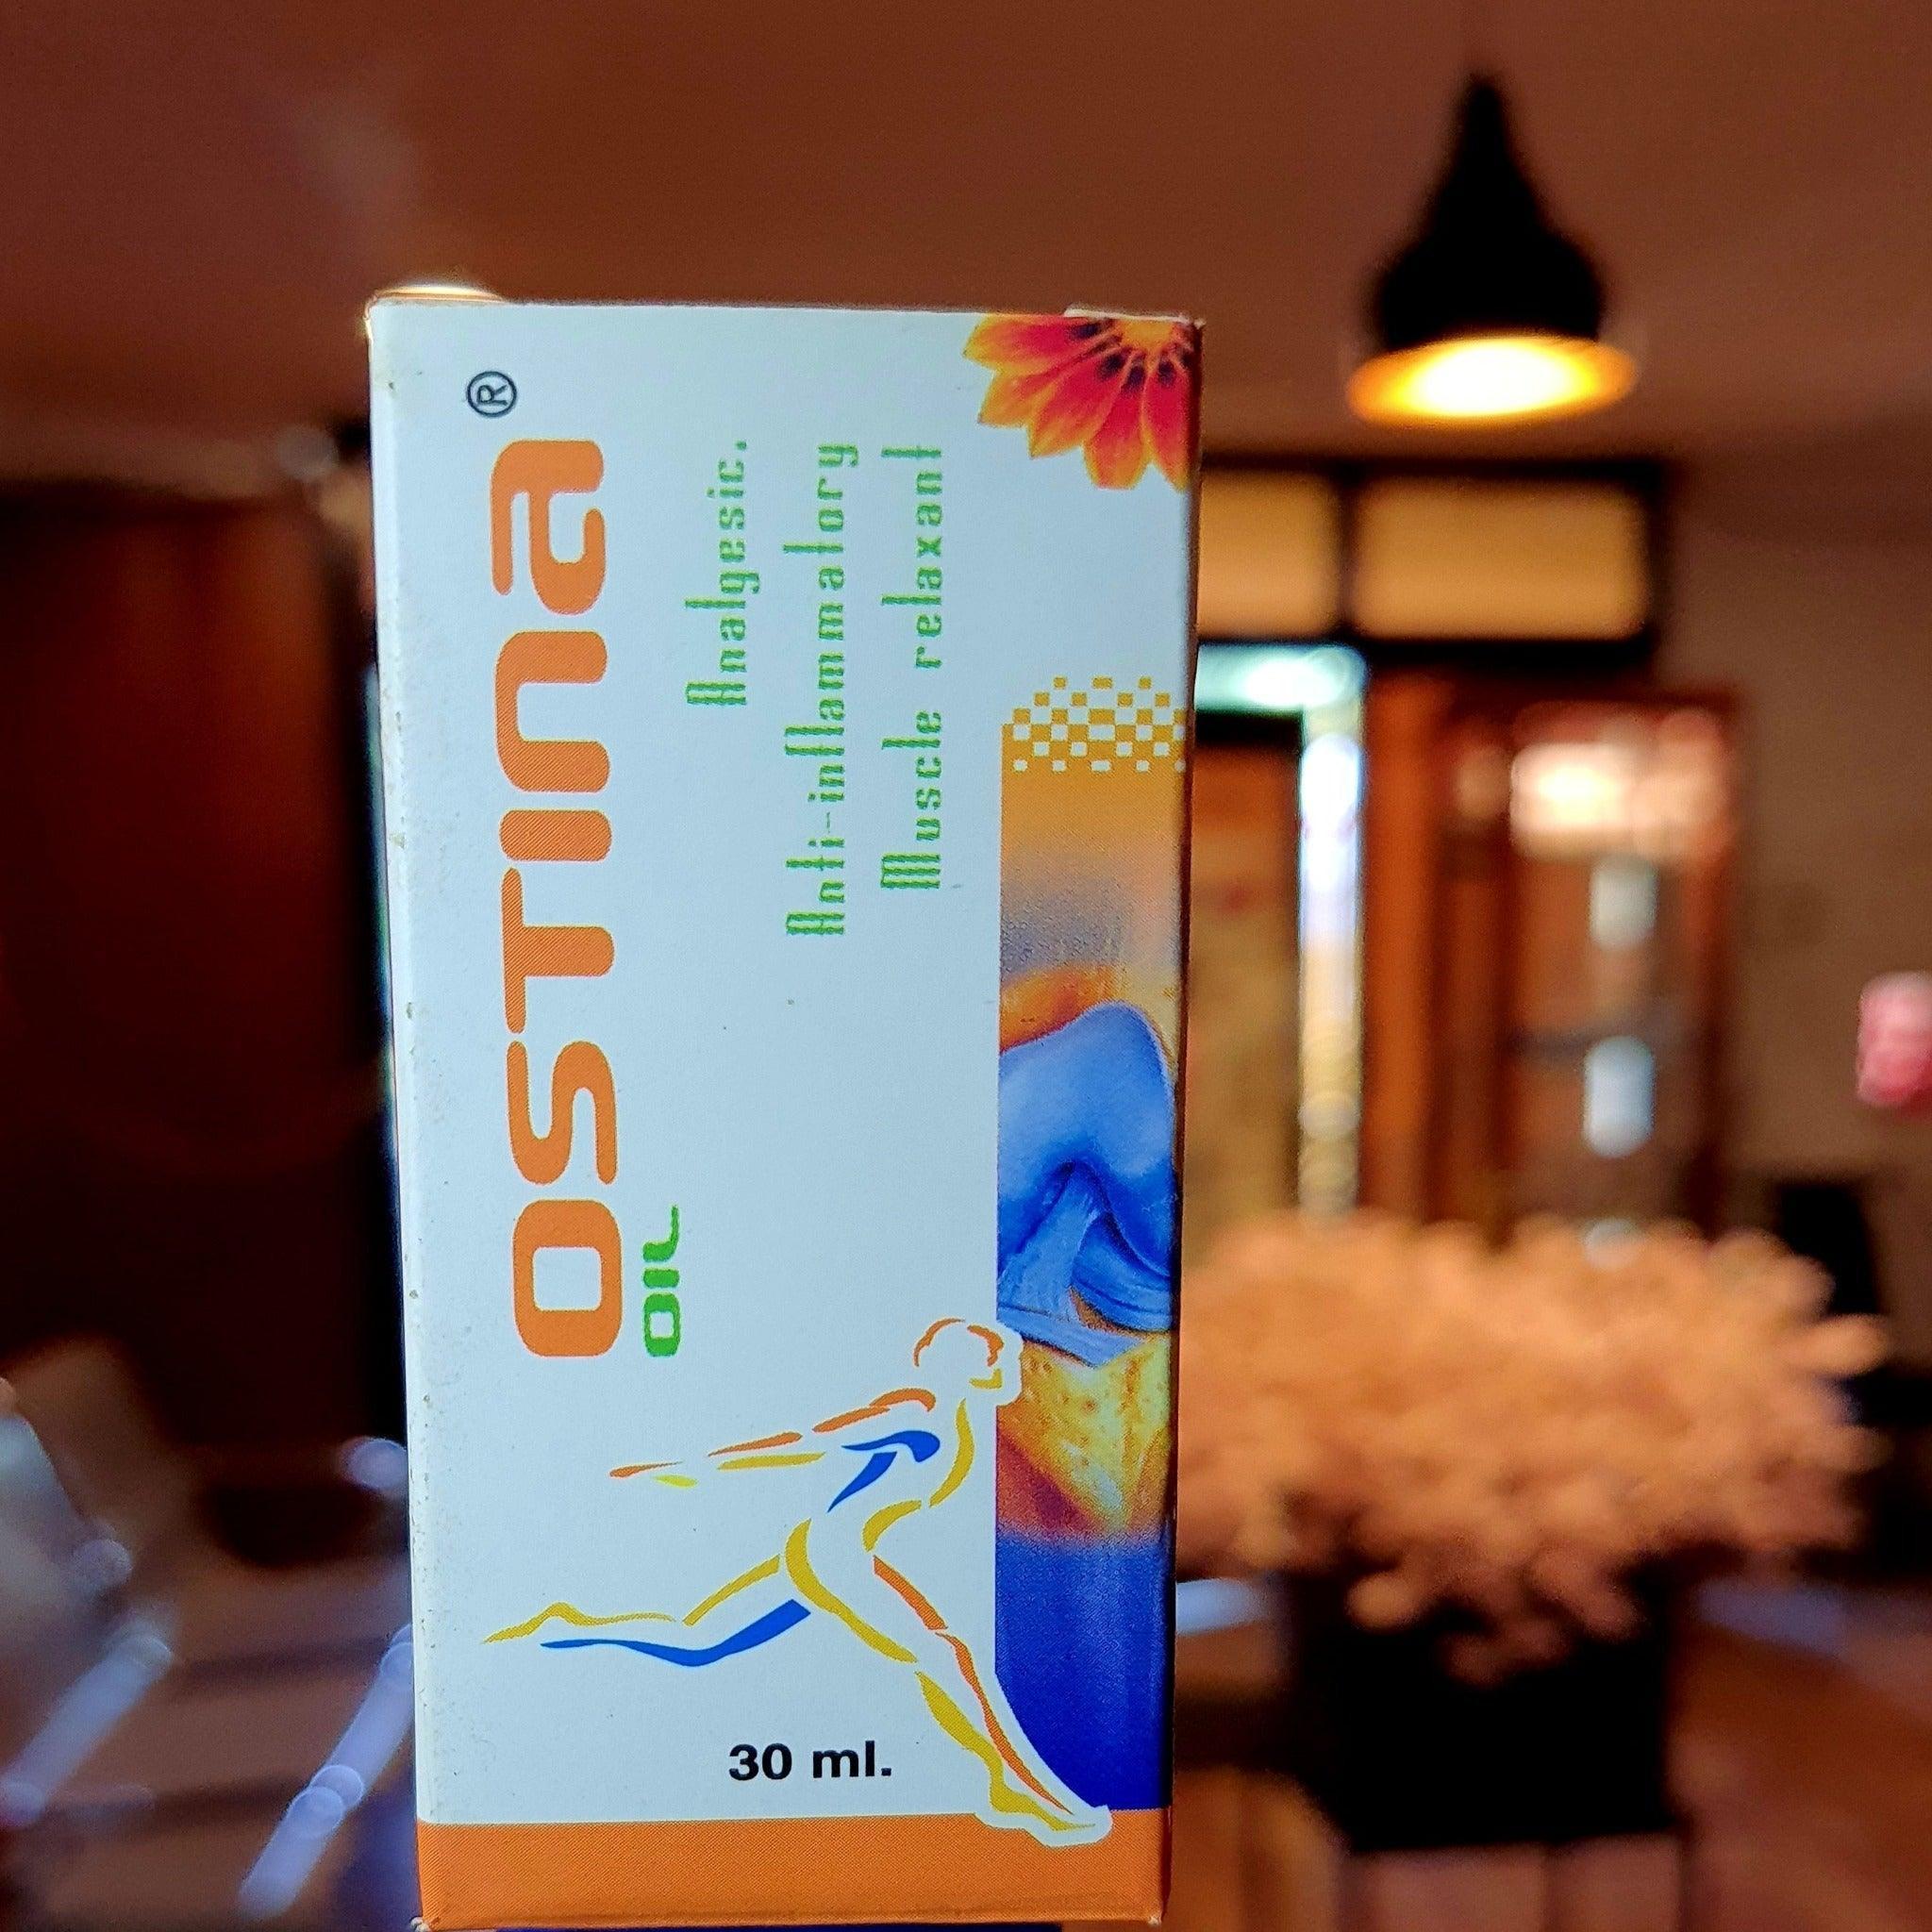 OSTINA®
OIL
Analgesic.
Anti-inflammatory
Muscle relaxant
30 ml.